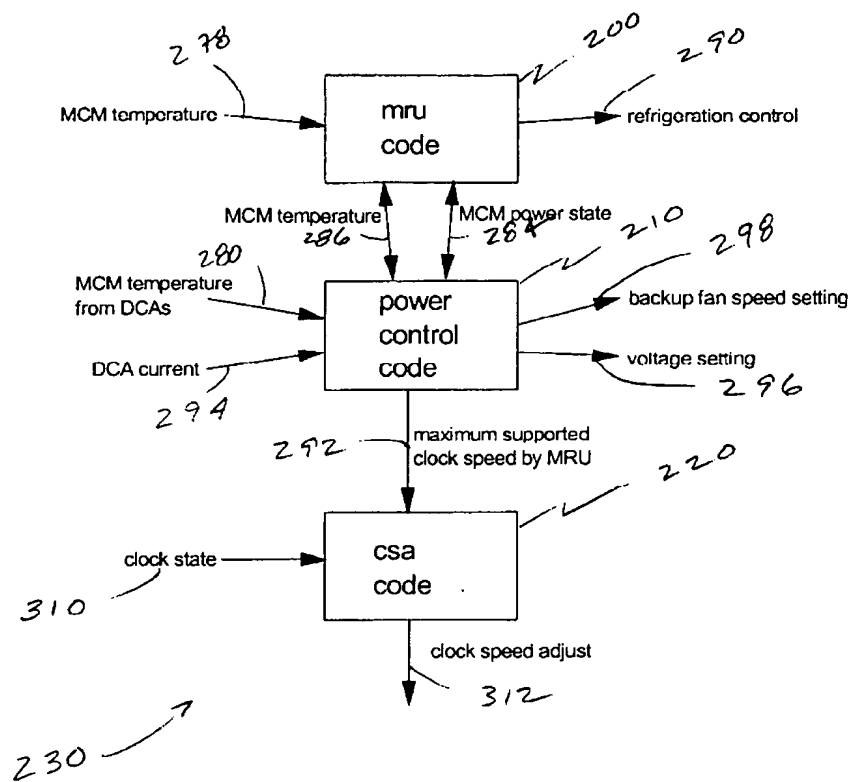 278
200
290
MCM temperature
mru
code
refrigeration control
MCM temperature
286
MCM power state
284
210
298
280
MCM temperature
from DCAs
power
control
code
backup fan speed setting
DCA current
294
voltage setting
296
292
maximum supported
clock speed by MRU
220
clock state
310
csa
code
clock speed adjust
312
230